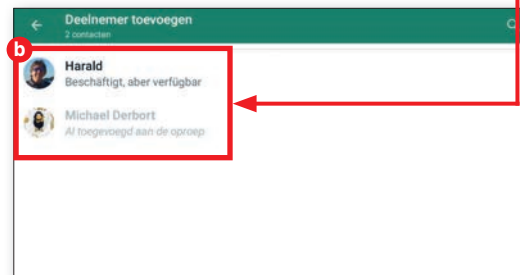 Deelnemer toevoegen
2 contacten
b
Harald
Beschäftigt, aber verfügbar
Michael Derbort
Al toegevoegd aan de oproep